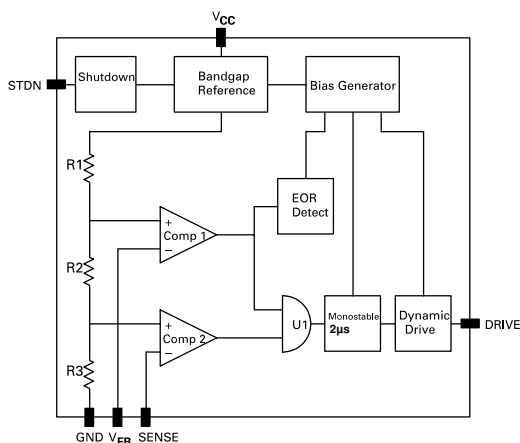 VCC
STDN
Shutdown
Bandgap
Reference
Bias Generator
R1
EOR
Detect
+
Comp 1
–
R2
+
Comp 2
–
U1
Monostable
2µs
Dynamic
Drive
DRIVE
R3
GND
VFB
SENSE